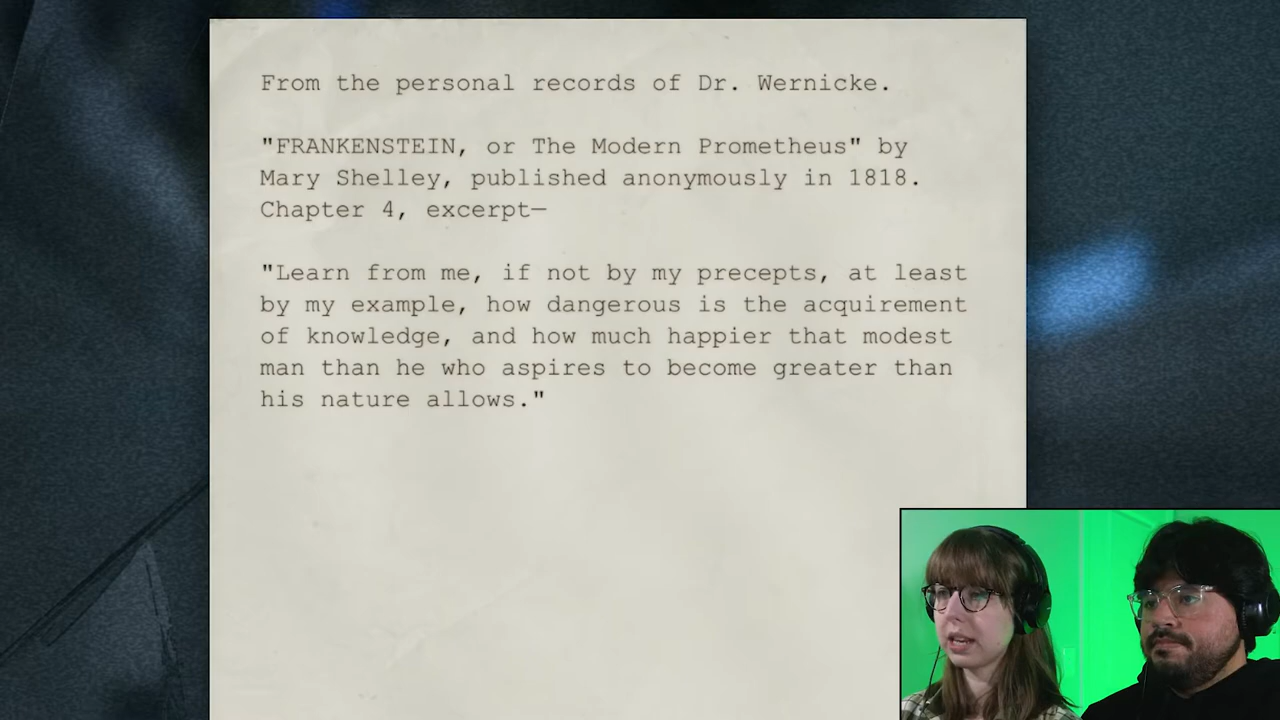 From the personal records of Dr. Wernicke.
"FRANKENSTEIN, or The Modern Prometheus" by
Mary Shelley, published anonymously in 1818.
Chapter 4, excerpt—
"Learn from me, if not by my precepts, at least
by my example, how dangerous is the acquirement
of knowledge, and how much happier that modest
man than he who aspires to become greater than
his nature allows."